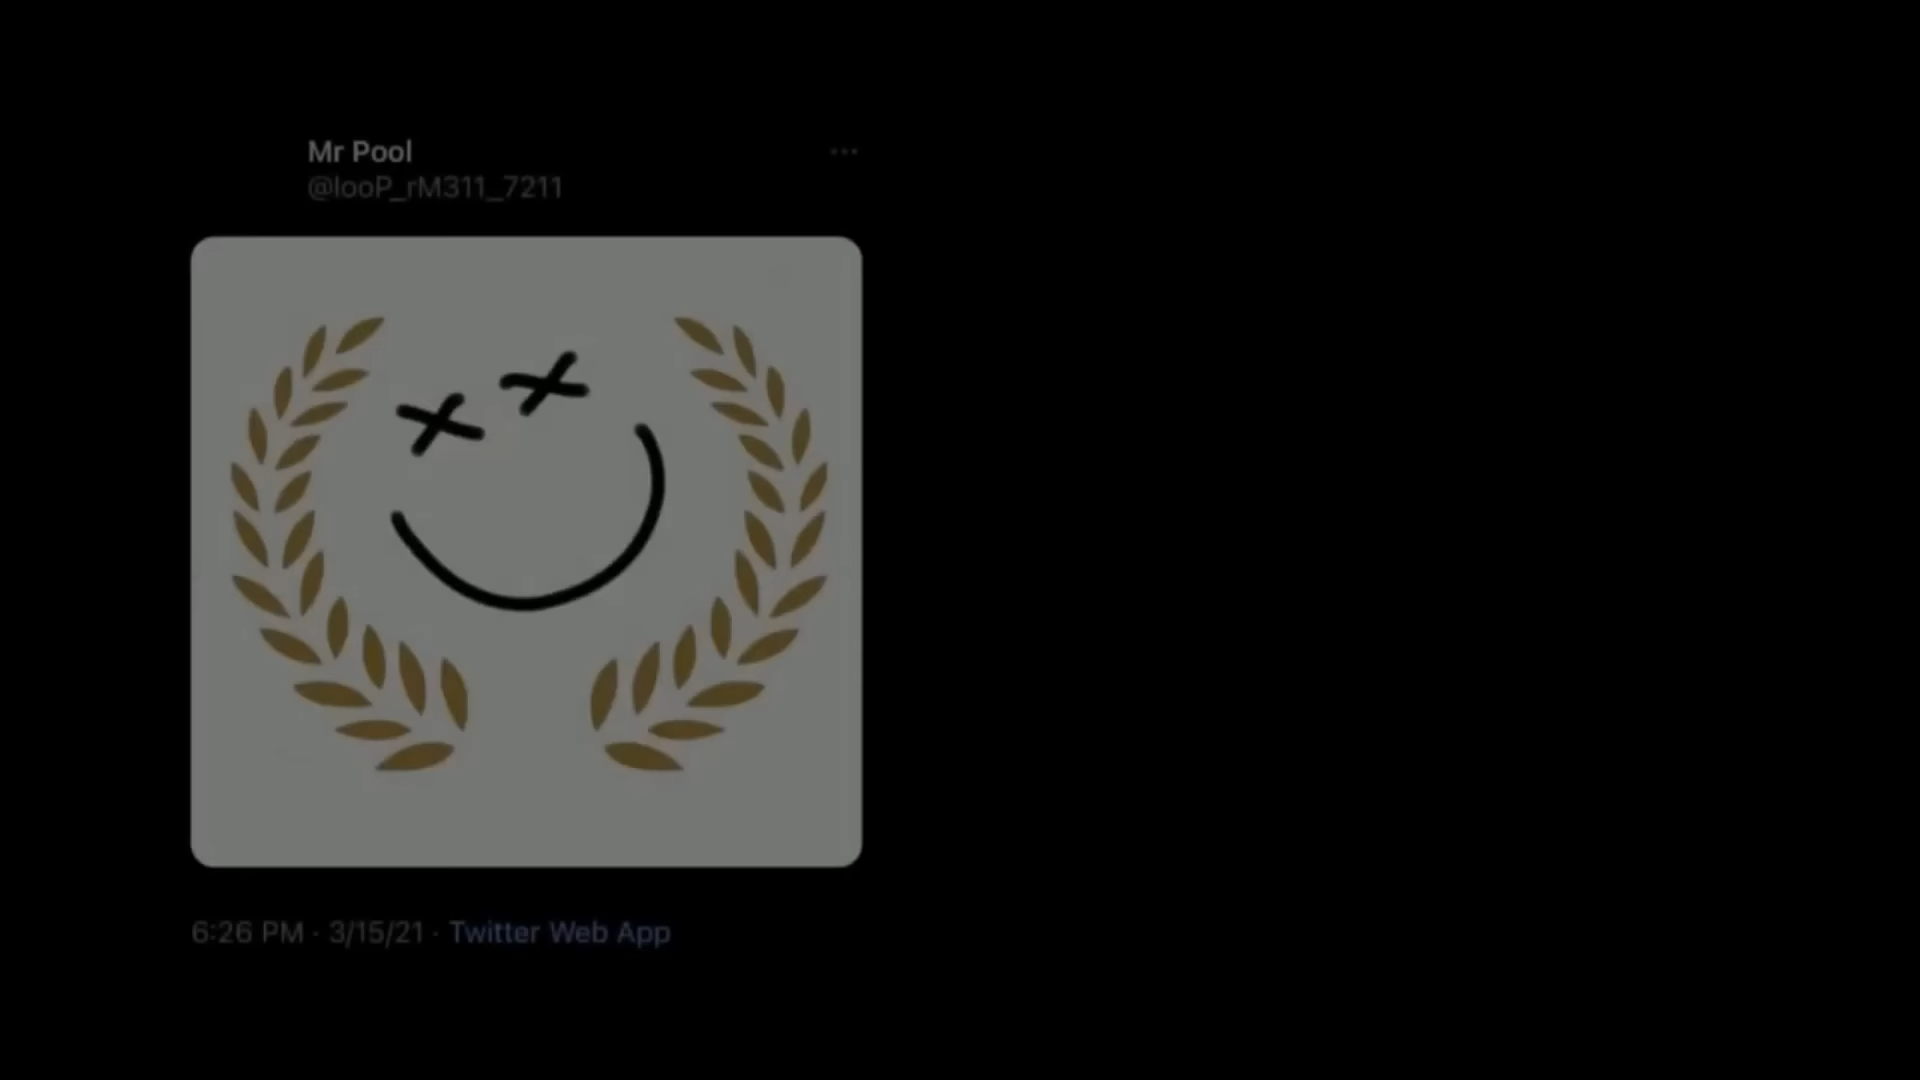 Mr Pool
@looP_rM311_7211
6:26 PM · 3/15/21 · Twitter Web App